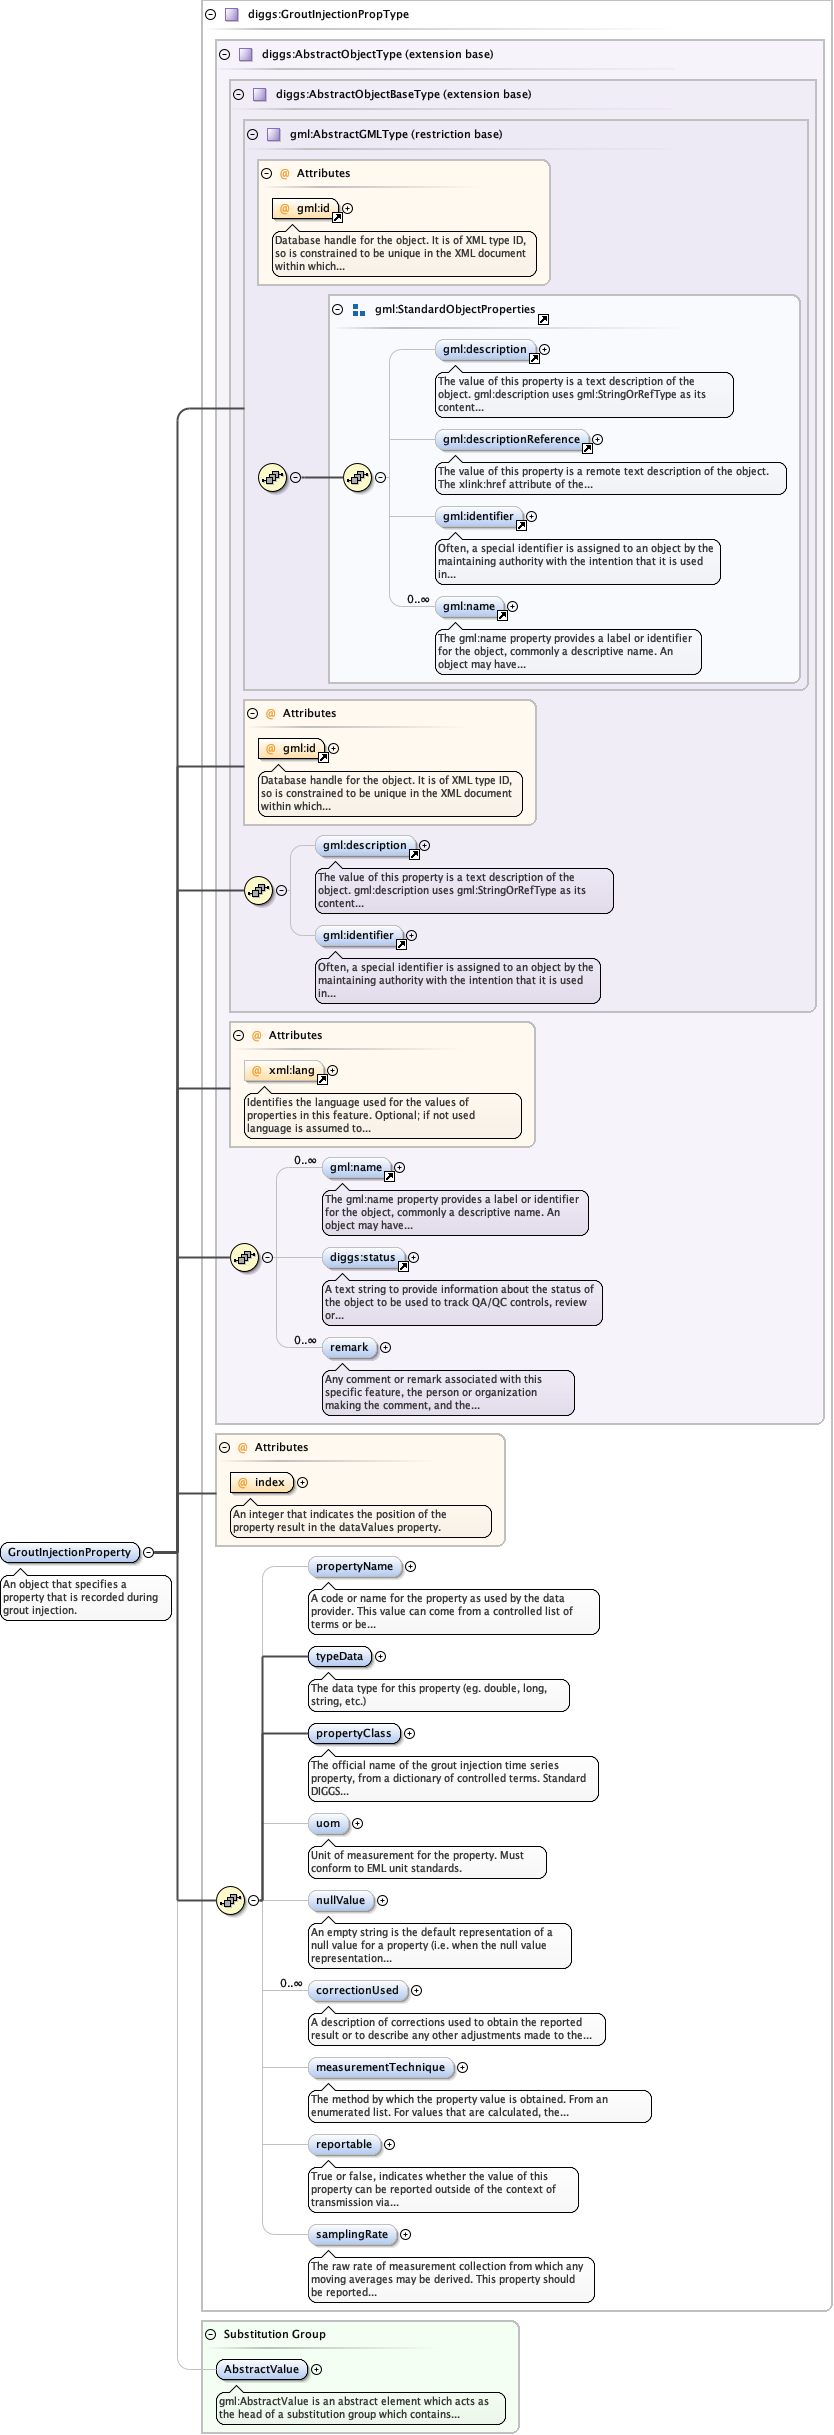 diggs:GroutInjectionPropType
diggs:AbstractObjectType (extension base)
diggs:AbstractObjectBaseType (extension base)
gml:AbstractGMLType (restriction base)
@ Attributes
@ gml:id
Database handle for the object. It is of XML type ID,
so is constrained to be unique in the XML document
within which...
gml:StandardObjectProperties
gml:description
The value of this property is a text description of the
object. gml:description uses gml:StringOrRefType as its
content...
gml:descriptionReference
The value of this property is a remote text description of the object.
The xlink:href attribute of the...
gml:identifier
Often, a special identifier is assigned to an object by the
maintaining authority with the intention that it is used
in...
0..∞
gml:name
The gml:name property provides a label or identifier
for the object, commonly a descriptive name. An
object may have...
@ Attributes
@ gml:id
Database handle for the object. It is of XML type ID,
so is constrained to be unique in the XML document
within which...
gml:description
The value of this property is a text description of the
object. gml:description uses gml:StringOrRefType as its
content...
gml:identifier
Often, a special identifier is assigned to an object by the
maintaining authority with the intention that it is used
in...
@ Attributes
@ xml:lang
Identifies the language used for the values of
properties in this feature. Optional; if not used
language is assumed to...
0..∞
gml:name
The gml:name property provides a label or identifier
for the object, commonly a descriptive name. An
object may have...
diggs:status
A text string to provide information about the status of
the object to be used to track QA/QC controls, review
or...
0..∞
remark
Any comment or remark associated with this
specific feature, the person or organization
making the comment, and the...
@ Attributes
@ index
An integer that indicates the position of the
property result in the dataValues property.
GroutInjectionProperty
An object that specifies a
property that is recorded during
grout injection.
propertyName
A code or name for the property as used by the data
provider. This value can come from a controlled list of
terms or be...
typeData
The data type for this property (eg. double, long,
string, etc.)
propertyClass
The official name of the grout injection time series
property, from a dictionary of controlled terms. Standard
DIGGS...
uom
Unit of measurement for the property. Must
conform to EML unit standards.
nullValue
An empty string is the default representation of a
null value for a property (i.e. when the null value
representation...
0..∞
correctionUsed
A description of corrections used to obtain the reported
result or to describe any other adjustments made to the...
measurementTechnique
The method by which the property value is obtained. From an
enumerated list. For values that are calculated, the...
reportable
True or false, indicates whether the value of this
property can be reported outside of the context of
transmission via...
samplingRate
The raw rate of measurement collection from which any
moving averages may be derived. This property should
be reported...
Substitution Group
AbstractValue
gml:AbstractValue is an abstract element which acts as
the head of a substitution group which contains...